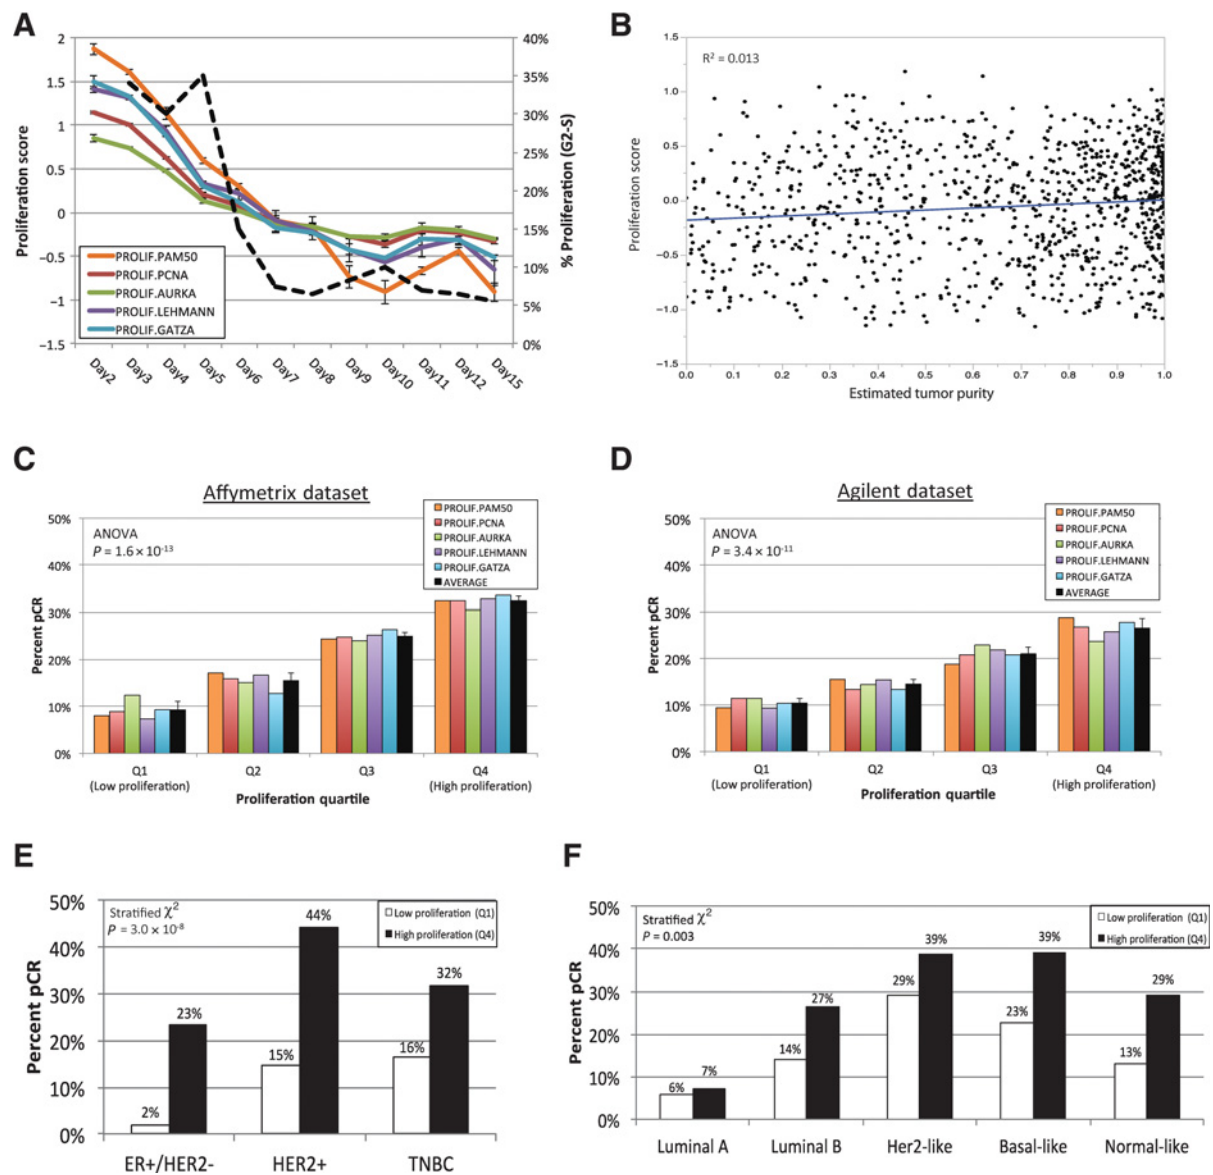 A
Proliferation score
2
1.5
1
0.5
0
−0.5
−1
−1.5
40%
35%
30%
25%
20%
15%
10%
5%
0%
% Proliferation (G2-S)
PROLIF.PAM50
PROLIF.PCNA
PROLIF.AURKA
PROLIF.LEHMANN
PROLIF.GATZA
Day2
Day3
Day4
Day5
Day6
Day7
Day8
Day9
Day10
Day11
Day12
Day15
B
Proliferation score
1.5
1.0
0.5
0.0
−0.5
−1.0
−1.5
R² = 0.013
0.0
0.1
0.2
0.3
0.4
0.5
0.6
0.7
0.8
0.9
1.0
Estimated tumor purity
C
Affymetrix dataset
Percent pCR
50%
40%
30%
20%
10%
0%
ANOVA
P = 1.6 × 10⁻¹³
PROLIF.PAM50
PROLIF.PCNA
PROLIF.AURKA
PROLIF.LEHMANN
PROLIF.GATZA
AVERAGE
Q1
(Low proliferation)
Q2
Q3
Q4
(High proliferation)
Proliferation quartile
D
Agilent dataset
Percent pCR
50%
40%
30%
20%
10%
0%
ANOVA
P = 3.4 × 10⁻¹¹
PROLIF.PAM50
PROLIF.PCNA
PROLIF.AURKA
PROLIF.LEHMANN
PROLIF.GATZA
AVERAGE
Q1
(Low proliferation)
Q2
Q3
Q4
(High proliferation)
Proliferation quartile
E
Percent pCR
50%
40%
30%
20%
10%
0%
Stratified χ²
P = 3.0 × 10⁻⁸
Low proliferation (Q1)
High proliferation (Q4)
2%
23%
15%
44%
16%
32%
ER+/HER2-
HER2+
TNBC
F
Percent pCR
50%
40%
30%
20%
10%
0%
Stratified χ²
P = 0.003
Low proliferation (Q1)
High proliferation (Q4)
6%
7%
14%
27%
29%
39%
23%
39%
13%
29%
Luminal A
Luminal B
Her2-like
Basal-like
Normal-like